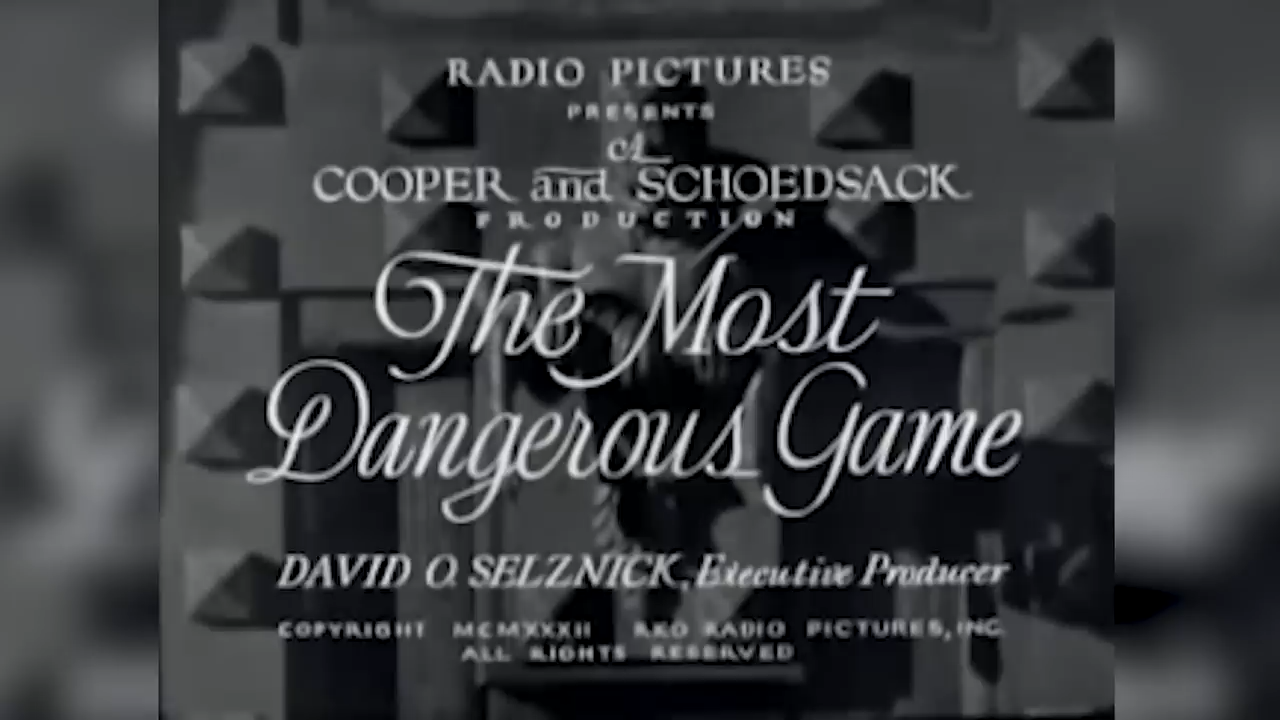 RADIO PICTURES
PRESENTS
A
COOPER and SCHOEDSACK
PRODUCTION
The Most
Dangerous Game
DAVID O. SELZNICK, Executive Producer
COPYRIGHT MCMXXXII RKO RADIO PICTURES, INC.
ALL RIGHTS RESERVED